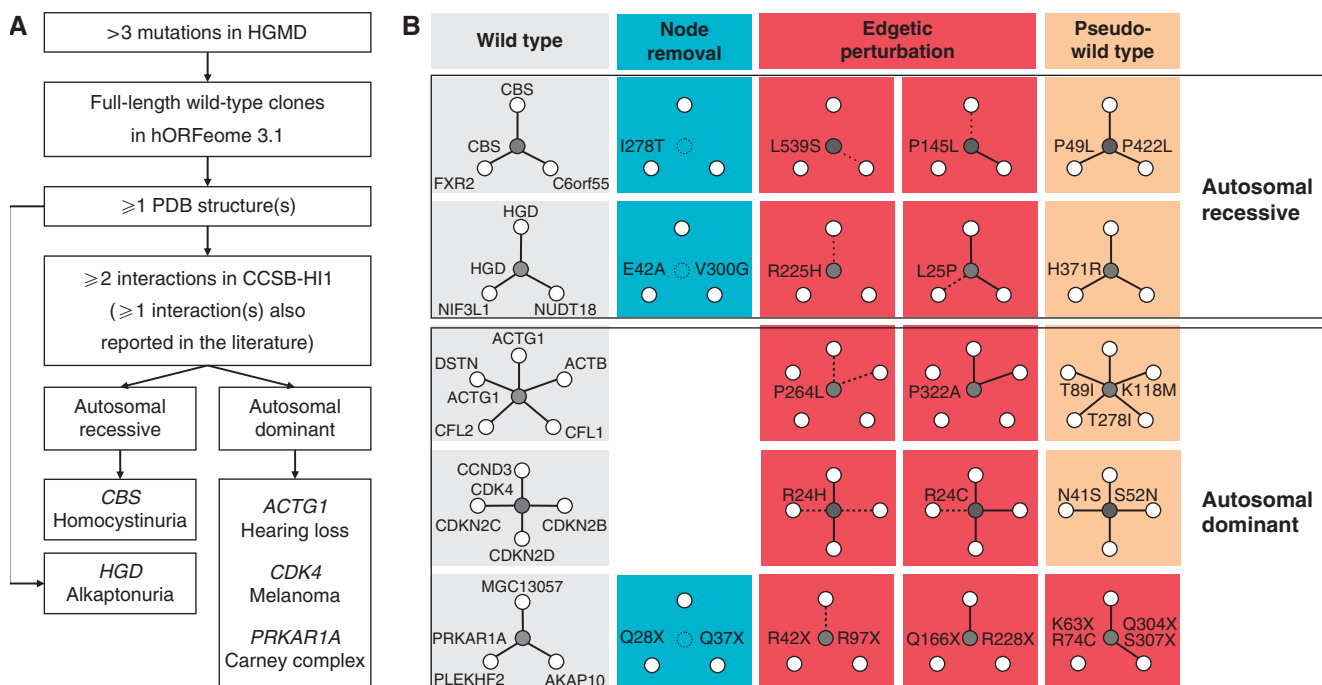 A
>3 mutations in HGMD
Full-length wild-type clones
in hORFeome 3.1
⩾1 PDB structure(s)
⩾2 interactions in CCSB-HI1
(⩾1 interaction(s) also
reported in the literature)
Autosomal
recessive
Autosomal
dominant
CBS
Homocystinuria
HGD
Alkaptonuria
ACTG1
Hearing loss
CDK4
Melanoma
PRKAR1A
Carney complex
B
Wild type
Node
removal
Edgetic
perturbation
Pseudo-
wild type
CBS
CBS
FXR2
C6orf55
I278T
L539S
P145L
P49L
P422L
HGD
HGD
NIF3L1
NUDT18
E42A
V300G
R225H
L25P
H371R
Autosomal
recessive
ACTG1
DSTN
ACTB
ACTG1
CFL2
CFL1
P264L
P322A
T89I
K118M
T278I
CCND3
CDK4
CDKN2C
CDKN2B
CDKN2D
R24H
R24C
N41S
S52N
Autosomal
dominant
MGC13057
PRKAR1A
PLEKHF2
AKAP10
Q28X
Q37X
R42X
R97X
Q166X
R228X
K63X
Q304X
R74C
S307X